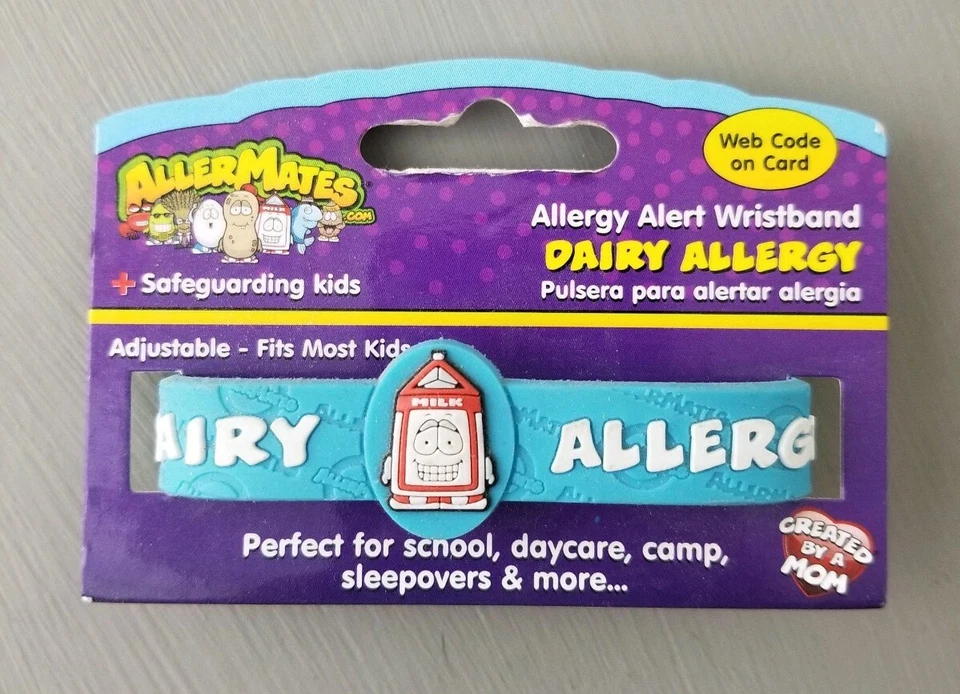 Web Code
on Card
ALLERMATES
.COM
MILK
Allergy Alert Wristband
DAIRY ALLERGY
Pulsera para alertar alergia
+ Safeguarding kids
Adjustable - Fits Most Kids
MILK
AIRY ALLERG
Perfect for school, daycare, camp,
sleepovers & more...
CREATED
BY A
MOM